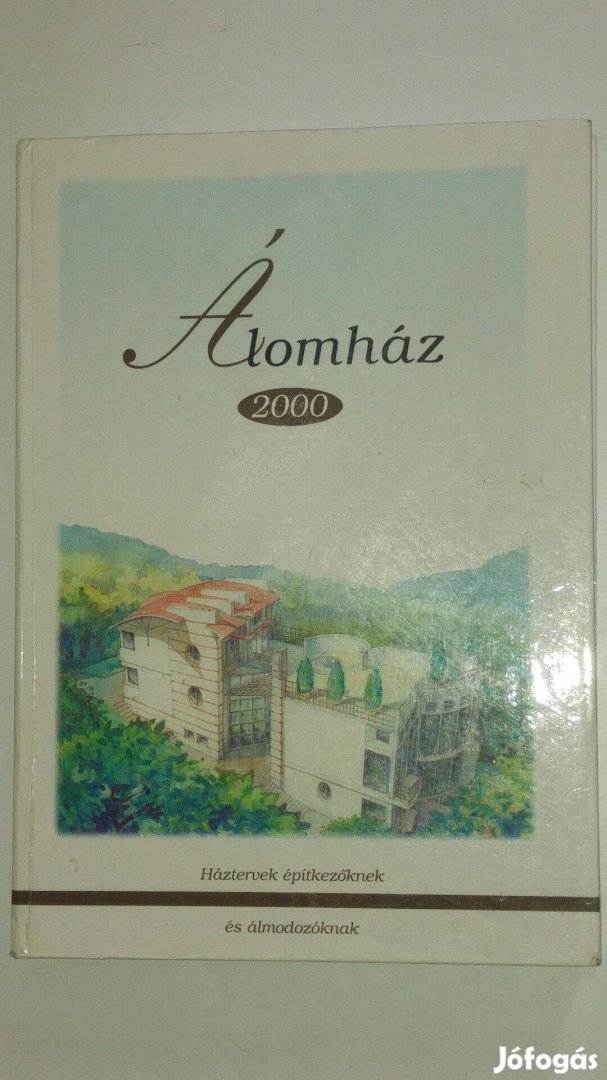 Álomház
2000
Háztervek építkezőknek
és álmodozóknak
Jófogás